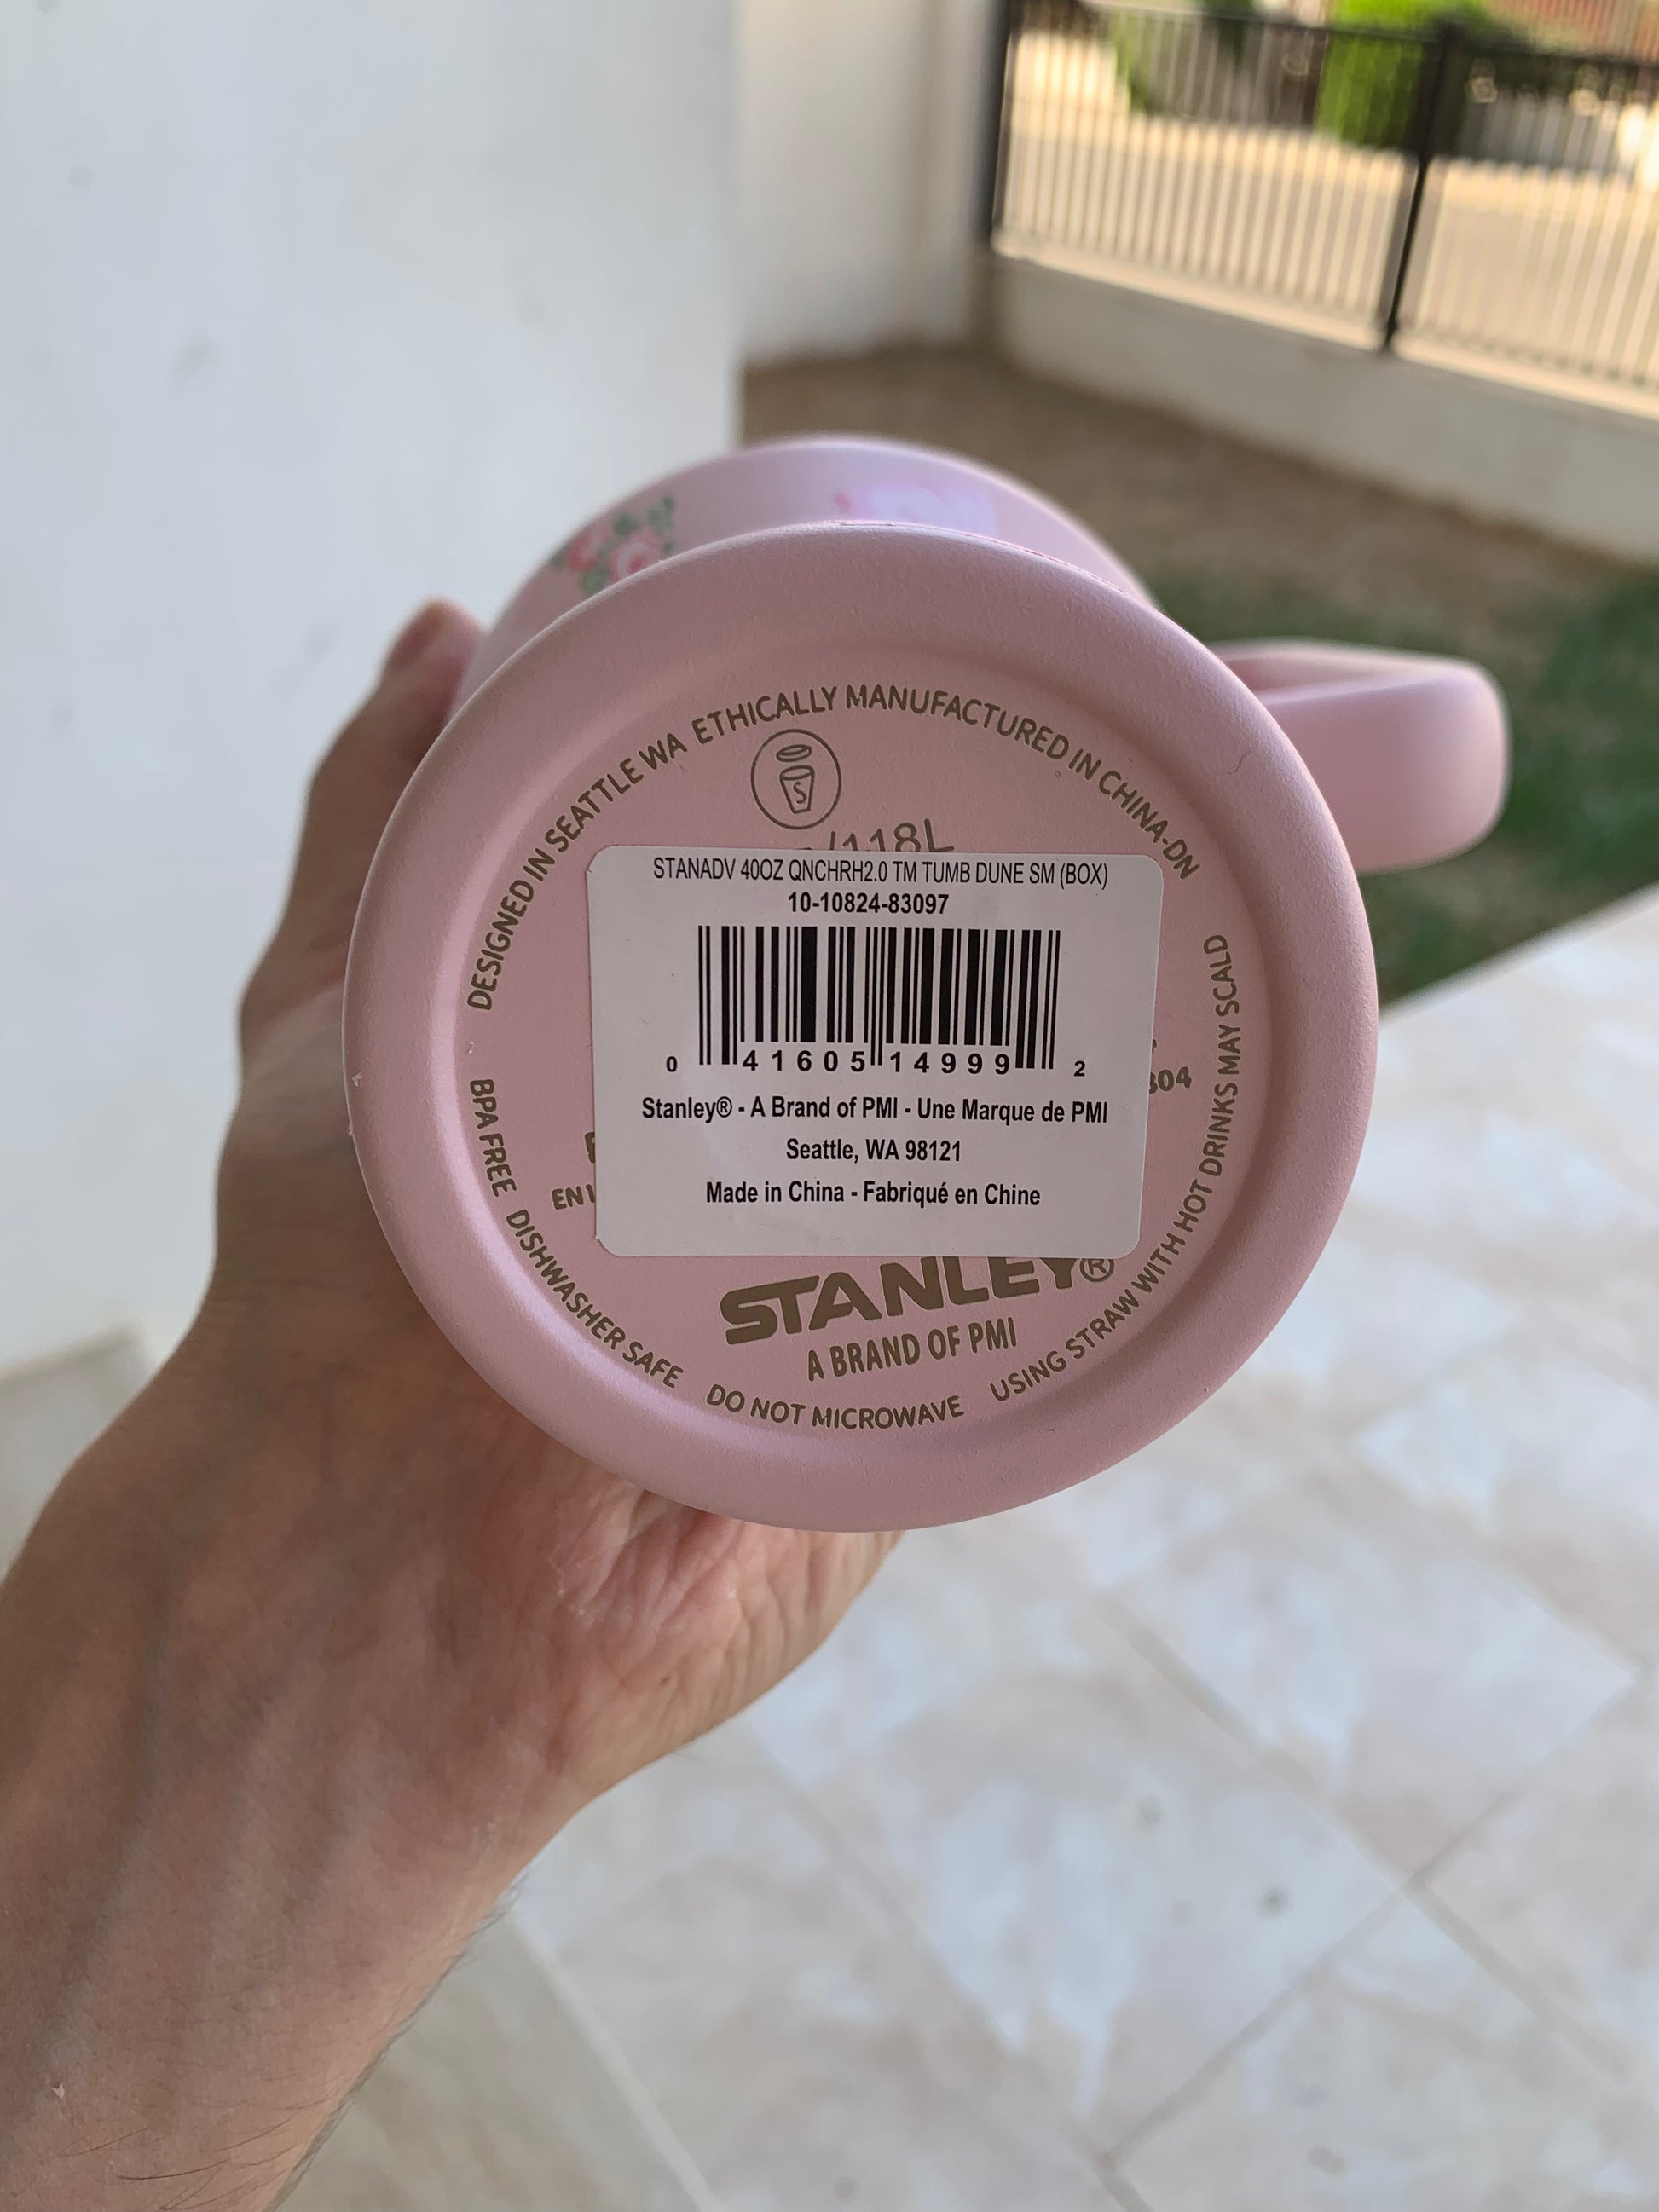 DESIGNED IN SEATTLE WA ETHICALLY MANUFACTURED IN CHINA-DN
S
/1.18L
STANADV 40OZ QNCHRH2.0 TM TUMB DUNE SM (BOX)
10-10824-83097
0 41605 14999 2
Stanley® - A Brand of PMI - Une Marque de PMI
Seattle, WA 98121
Made in China - Fabriqué en Chine
STANLEY®
A BRAND OF PMI
BPA FREE DISHWASHER SAFE DO NOT MICROWAVE USING STRAW WITH HOT DRINKS MAY SCALD